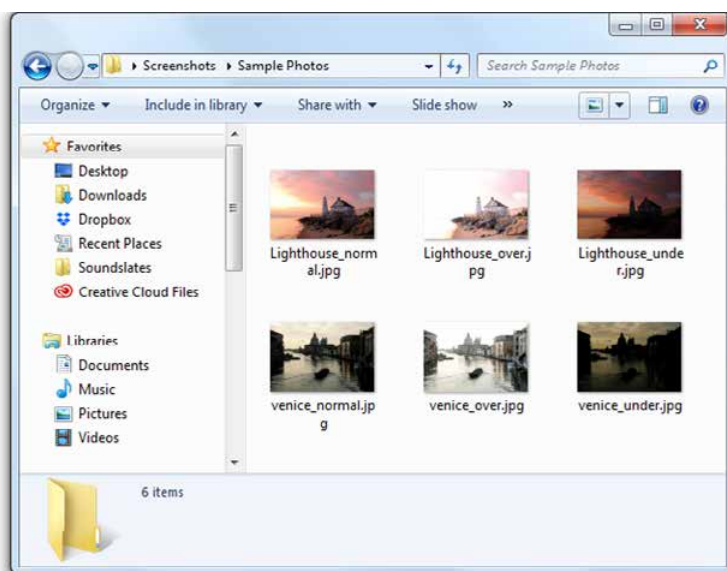 Screenshots Sample Photos Search Sample Photos
Organize Include in library Share with Slide show »
Favorites
Desktop
Downloads
Dropbox
Recent Places
Soundslates
Creative Cloud Files
Libraries
Documents
Music
Pictures
Videos
Lighthouse_norm
al.jpg
Lighthouse_over.j
pg
Lighthouse_unde
r.jpg
venice_normal.jp
g
venice_over.jpg
venice_under.jpg
6 items